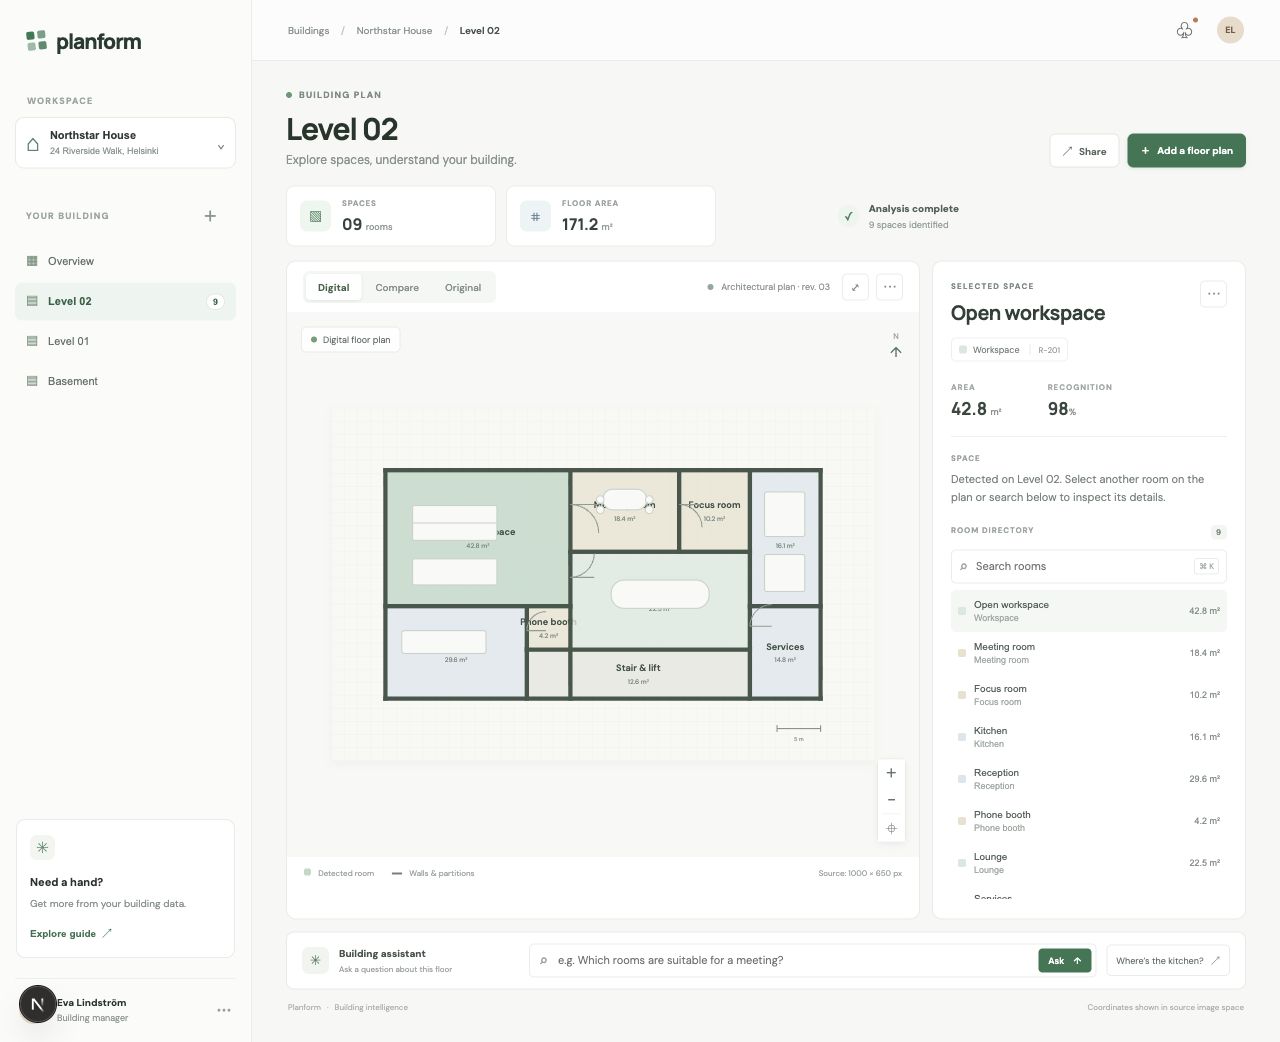 planform
WORKSPACE
Northstar House
24 Riverside Walk, Helsinki
YOUR BUILDING
Overview
Level 02
9
Level 01
Basement
Need a hand?
Get more from your building data.
Explore guide
N
Eva Lindström
Building manager
Buildings / Northstar House / Level 02
EL
BUILDING PLAN
Level 02
Explore spaces, understand your building.
Share
+ Add a floor plan
SPACES
09 rooms
FLOOR AREA
171.2 m²
Analysis complete
9 spaces identified
Digital
Compare
Original
Architectural plan · rev. 03
Digital floor plan
N
42.8 m²
18.4 m²
Focus room
10.2 m²
16.1 m²
Phone booth
4.2 m²
29.6 m²
Stair & lift
12.6 m²
Services
14.8 m²
5 m
Detected room
Walls & partitions
Source: 1000 × 650 px
SELECTED SPACE
Open workspace
Workspace
R-201
AREA
42.8 m²
RECOGNITION
98%
SPACE
Detected on Level 02. Select another room on the
plan or search below to inspect its details.
ROOM DIRECTORY
9
Search rooms
⌘ K
Open workspace
Workspace
42.8 m²
Meeting room
Meeting room
18.4 m²
Focus room
Focus room
10.2 m²
Kitchen
Kitchen
16.1 m²
Reception
Reception
29.6 m²
Phone booth
Phone booth
4.2 m²
Lounge
Lounge
22.5 m²
Services
Building assistant
Ask a question about this floor
e.g. Which rooms are suitable for a meeting?
Ask
Where's the kitchen?
Planform · Building intelligence
Coordinates shown in source image space